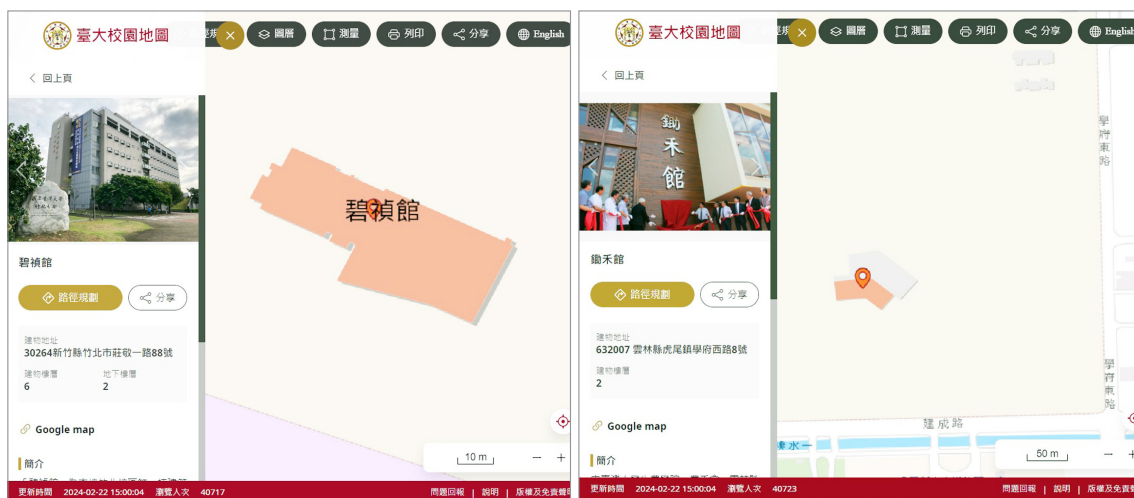 臺大校園地圖
圖層
測量
列印
分享
English
回上頁
碧禎館
路徑規劃
分享
建物地址
30264新竹縣竹北市莊敬一路88號
建物樓層
地下樓層
6
2
Google map
簡介
碧禎館
10 m
更新時間 2024-02-22 15:00:04 瀏覽人次 40717
問題回報 | 說明 | 版權及免責聲
臺大校園地圖
圖層
測量
列印
分享
English
回上頁
鋤禾館
鋤禾館
路徑規劃
分享
建物地址
632007 雲林縣虎尾鎮學府西路8號
建物樓層
2
Google map
簡介
學府東路
學府東路
建成路
50 m
更新時間 2024-02-22 15:00:04 瀏覽人次 40723
問題回報 | 說明 | 版權及免責